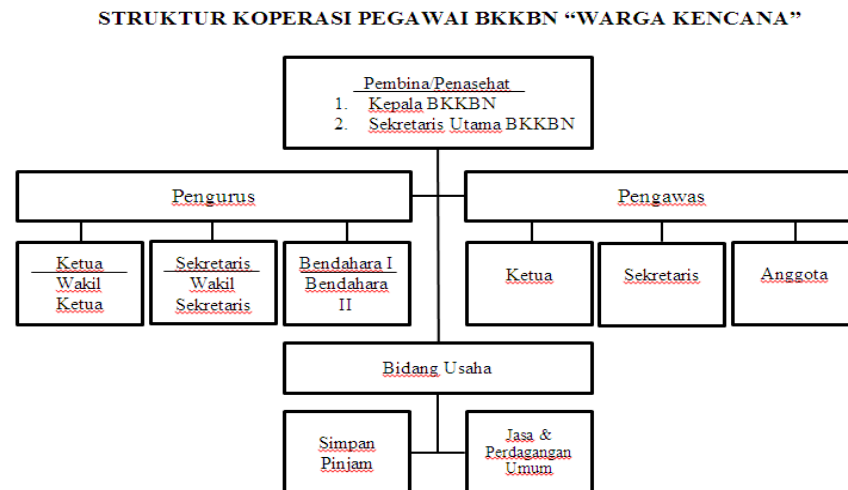 STRUKTUR KOPERASI PEGAWAI BKKBN “WARGA KENCANA”
Pembina/Penasehat
1. Kepala BKKBN
2. Sekretaris Utama BKKBN
Pengurus
Pengawas
Ketua
Wakil
Ketua
Sekretaris
Wakil
Sekretaris
Bendahara I
Bendahara
II
Ketua
Sekretaris
Anggota
Bidang Usaha
Simpan
Pinjam
Jasa &
Perdagangan
Umum